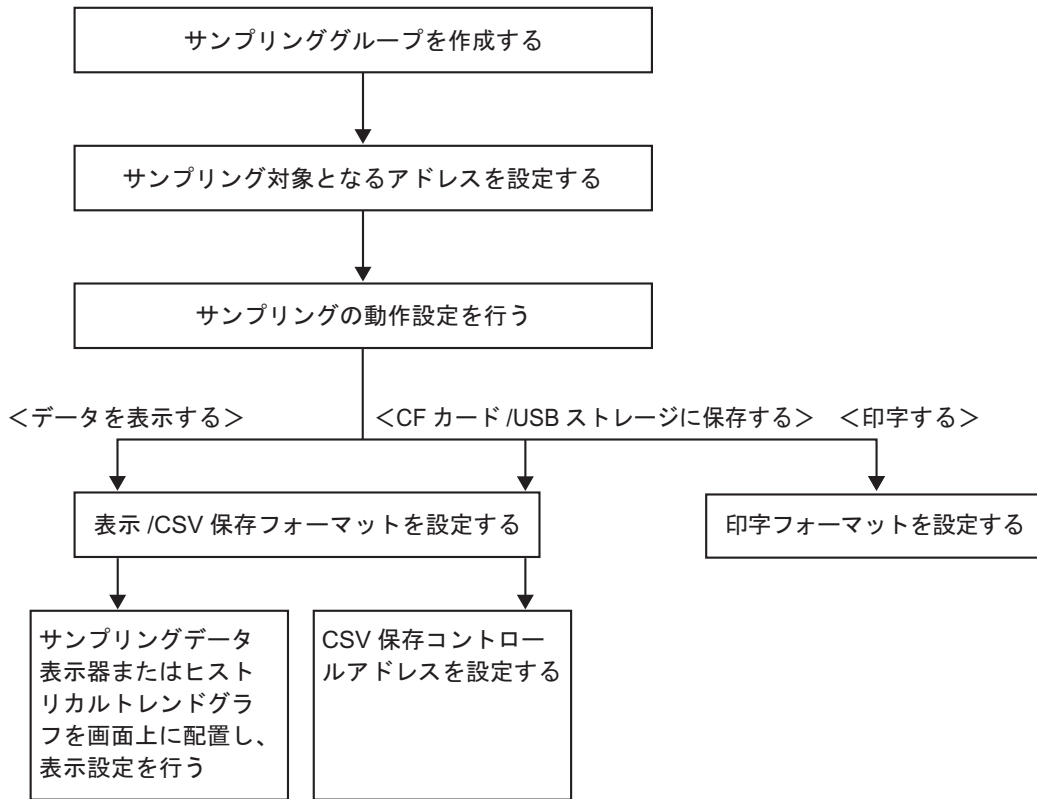 サンプリンググループを作成する
サンプリング対象となるアドレスを設定する
サンプリングの動作設定を行う
＜データを表示する＞ ＜CF カード /USB ストレージに保存する＞ ＜印字する＞
表示 /CSV 保存フォーマットを設定する
印字フォーマットを設定する
サンプリングデータ
表示器またはヒスト
リカルトレンドグラ
フを画面上に配置し、
表示設定を行う
CSV 保存コントロー
ルアドレスを設定する